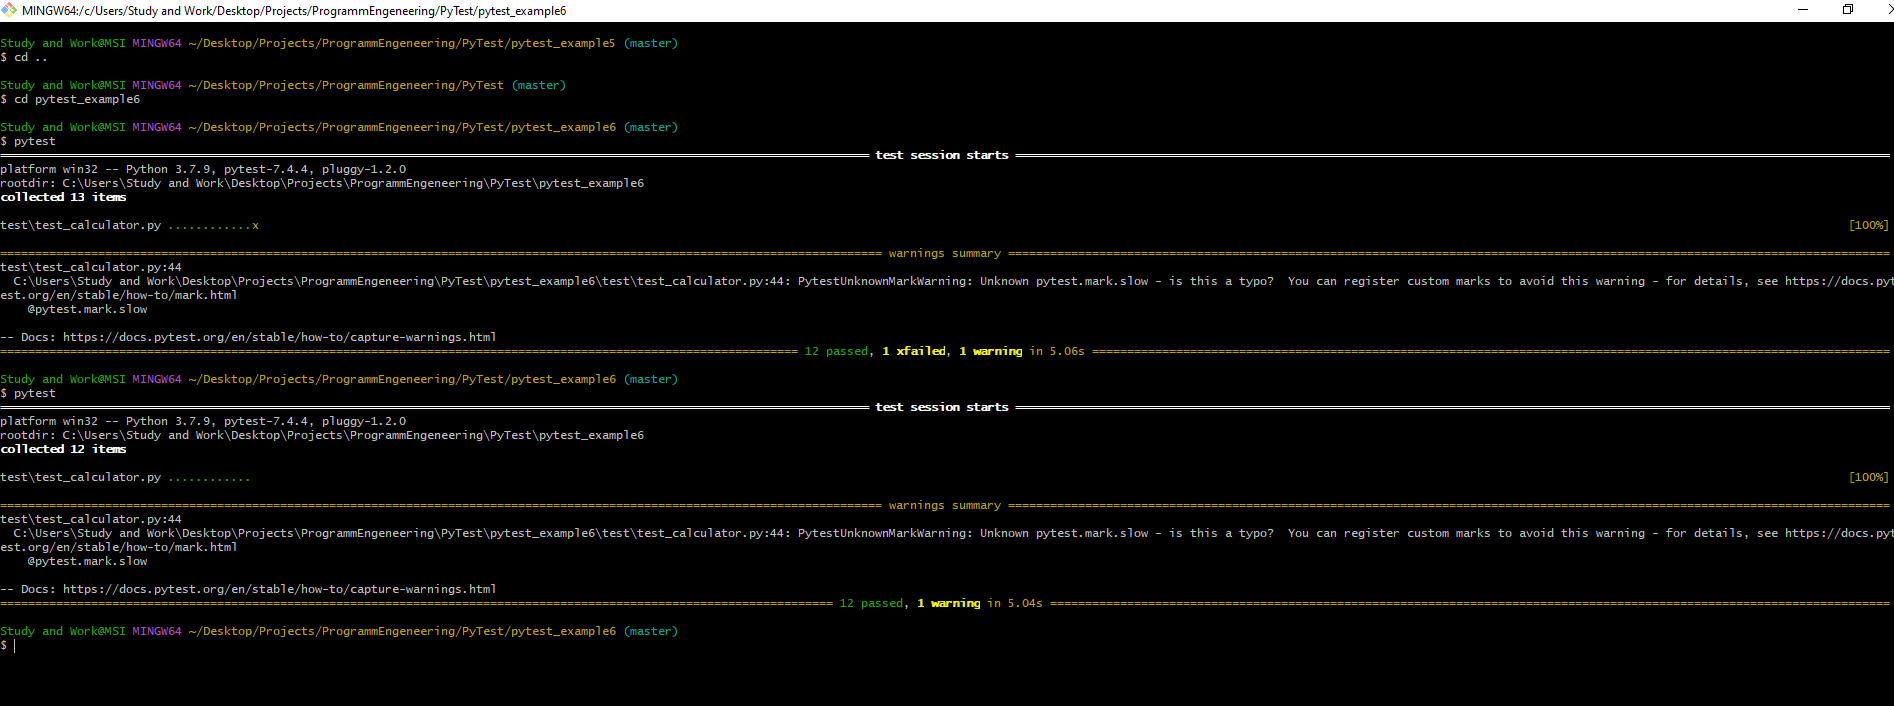 MINGW64:/c/Users/Study and Work/Desktop/Projects/ProgrammEngeneering/PyTest/pytest_example6
Study and Work@MSI MINGW64 ~/Desktop/Projects/ProgrammEngeneering/PyTest/pytest_example5 (master)
$ cd ..
Study and Work@MSI MINGW64 ~/Desktop/Projects/ProgrammEngeneering/PyTest (master)
$ cd pytest_example6
Study and Work@MSI MINGW64 ~/Desktop/Projects/ProgrammEngeneering/PyTest/pytest_example6 (master)
$ pytest
test session starts
platform win32 -- Python 3.7.9, pytest-7.4.4, pluggy-1.2.0
rootdir: C:\Users\Study and Work\Desktop\Projects\ProgrammEngeneering\PyTest\pytest_example6
collected 13 items
test\test_calculator.py ............x [100%]
warnings summary
test\test_calculator.py:44
C:\Users\Study and Work\Desktop\Projects\ProgrammEngeneering\PyTest\pytest_example6\test\test_calculator.py:44: PytestUnknownMarkWarning: Unknown pytest.mark.slow - is this a typo?  You can register custom marks to avoid this warning - for details, see https://docs.pyt
est.org/en/stable/how-to/mark.html
@pytest.mark.slow
-- Docs: https://docs.pytest.org/en/stable/how-to/capture-warnings.html
12 passed, 1 xfailed, 1 warning in 5.06s
Study and Work@MSI MINGW64 ~/Desktop/Projects/ProgrammEngeneering/PyTest/pytest_example6 (master)
$ pytest
test session starts
platform win32 -- Python 3.7.9, pytest-7.4.4, pluggy-1.2.0
rootdir: C:\Users\Study and Work\Desktop\Projects\ProgrammEngeneering\PyTest\pytest_example6
collected 12 items
test\test_calculator.py ............ [100%]
warnings summary
test\test_calculator.py:44
C:\Users\Study and Work\Desktop\Projects\ProgrammEngeneering\PyTest\pytest_example6\test\test_calculator.py:44: PytestUnknownMarkWarning: Unknown pytest.mark.slow - is this a typo?  You can register custom marks to avoid this warning - for details, see https://docs.pyt
est.org/en/stable/how-to/mark.html
@pytest.mark.slow
-- Docs: https://docs.pytest.org/en/stable/how-to/capture-warnings.html
12 passed, 1 warning in 5.04s
Study and Work@MSI MINGW64 ~/Desktop/Projects/ProgrammEngeneering/PyTest/pytest_example6 (master)
$